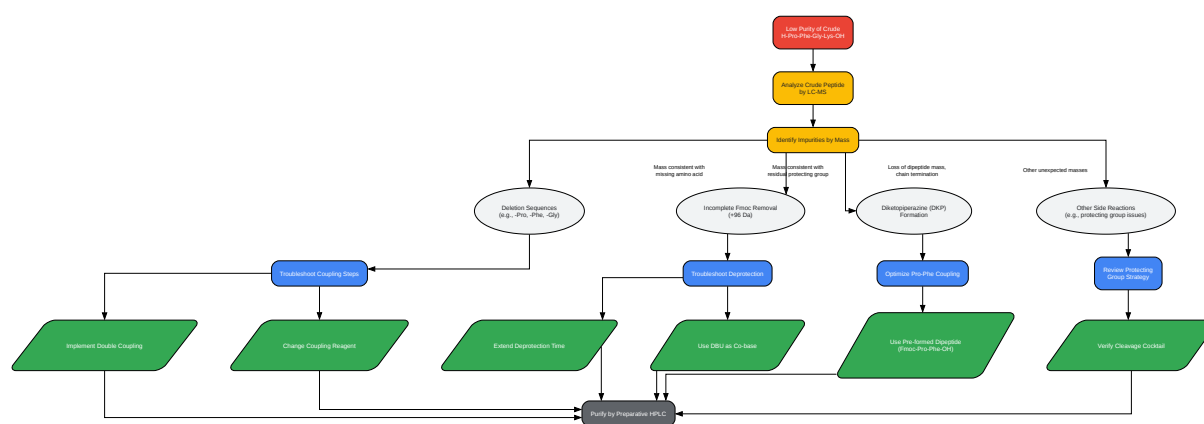 Low Purity of Crude
H-Pro-Phe-Gly-Lys-OH
Analyze Crude Peptide
by LC-MS
Identify Impurities by Mass
Mass consistent with
missing amino acid
Mass consistent with
residual protecting group
Loss of dipeptide mass,
chain termination
Other unexpected masses
Deletion Sequences
(e.g., -Pro, -Phe, -Gly)
Incomplete Fmoc Removal
(+96 Da)
Diketopiperazine (DKP)
Formation
Other Side Reactions
(e.g., protecting group issues)
Troubleshoot Coupling Steps
Troubleshoot Deprotection
Optimize Pro-Phe Coupling
Review Protecting
Group Strategy
Implement Double Coupling
Change Coupling Reagent
Extend Deprotection Time
Use DBU as Co-base
Use Pre-formed Dipeptide
(Fmoc-Pro-Phe-OH)
Verify Cleavage Cocktail
Purify by Preparative HPLC